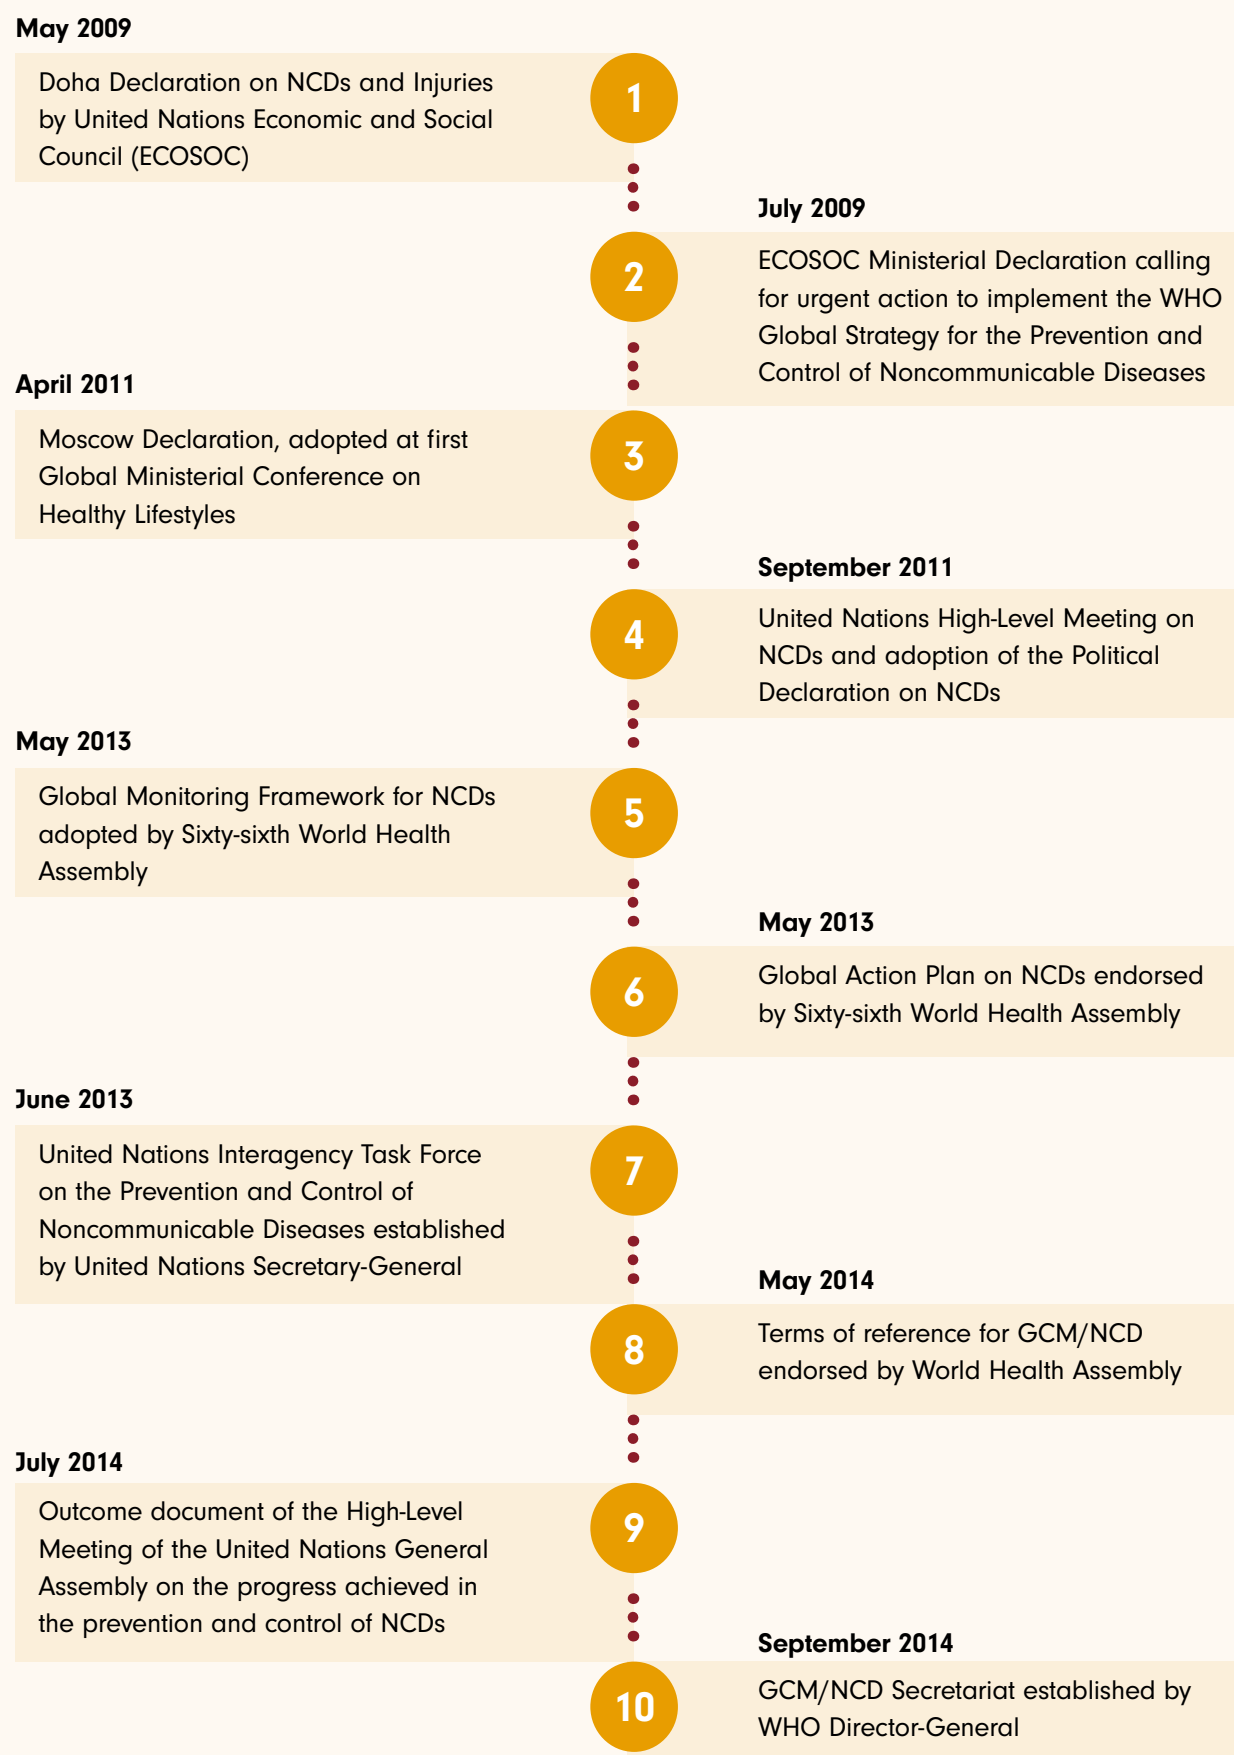 May 2009
Doha Declaration on NCDs and Injuries
by United Nations Economic and Social
Council (ECOSOC)
1
July 2009
2
ECOSOC Ministerial Declaration calling
for urgent action to implement the WHO
Global Strategy for the Prevention and
Control of Noncommunicable Diseases
April 2011
Moscow Declaration, adopted at first
Global Ministerial Conference on
Healthy Lifestyles
3
September 2011
4
United Nations High-Level Meeting on
NCDs and adoption of the Political
Declaration on NCDs
May 2013
Global Monitoring Framework for NCDs
adopted by Sixty-sixth World Health
Assembly
5
May 2013
6
Global Action Plan on NCDs endorsed
by Sixty-sixth World Health Assembly
June 2013
United Nations Interagency Task Force
on the Prevention and Control of
Noncommunicable Diseases established
by United Nations Secretary-General
7
May 2014
8
Terms of reference for GCM/NCD
endorsed by World Health Assembly
July 2014
Outcome document of the High-Level
Meeting of the United Nations General
Assembly on the progress achieved in
the prevention and control of NCDs
9
September 2014
10
GCM/NCD Secretariat established by
WHO Director-General